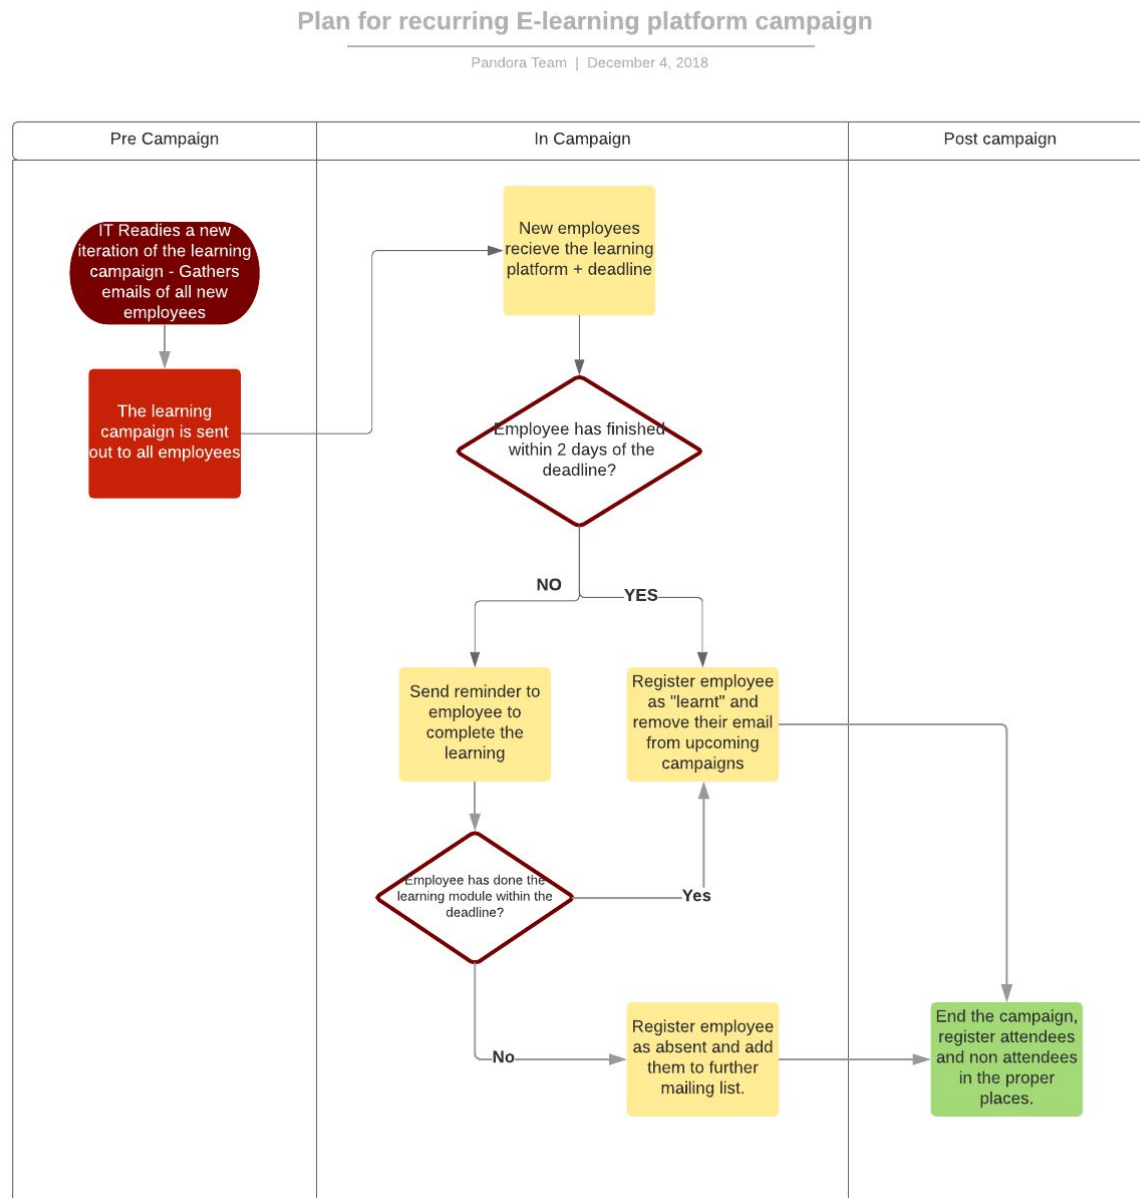 Plan for recurring E-learning platform campaign
Pandora Team | December 4, 2018
Pre Campaign
In Campaign
Post campaign
IT Readies a new
iteration of the learning
campaign - Gathers
emails of all new
employees
The learning
campaign is sent
out to all employees
New employees
recieve the learning
platform + deadline
Employee has finished
within 2 days of the
deadline?
NO
YES
Send reminder to
employee to
complete the
learning
Register employee
as "learnt" and
remove their email
from upcoming
campaigns
Employee has done the
learning module within the
deadline?
Yes
No
Register employee
as absent and add
them to further
mailing list.
End the campaign,
register attendees
and non attendees
in the proper
places.